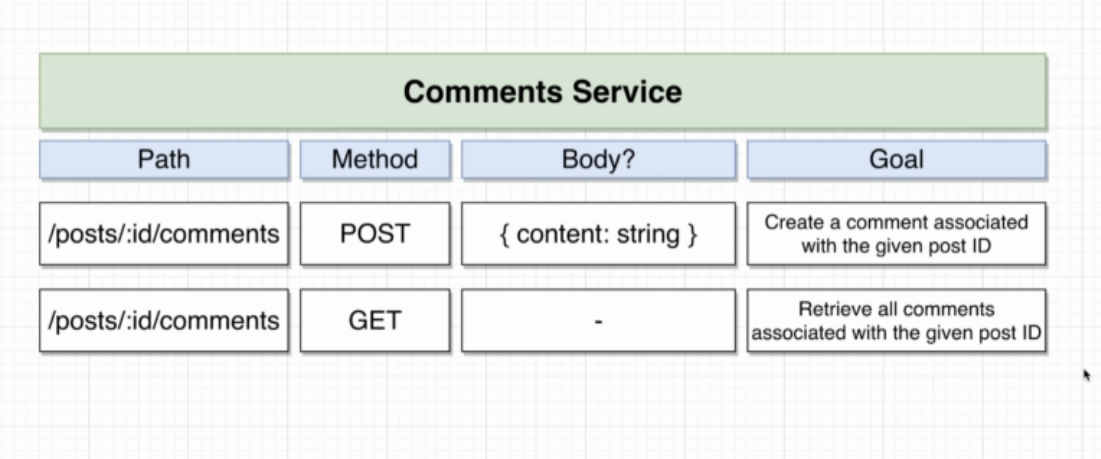 Comments Service
Path
Method
Body?
Goal
/posts/:id/comments
POST
{ content: string }
Create a comment associated
with the given post ID
/posts/:id/comments
GET
-
Retrieve all comments
associated with the given post ID